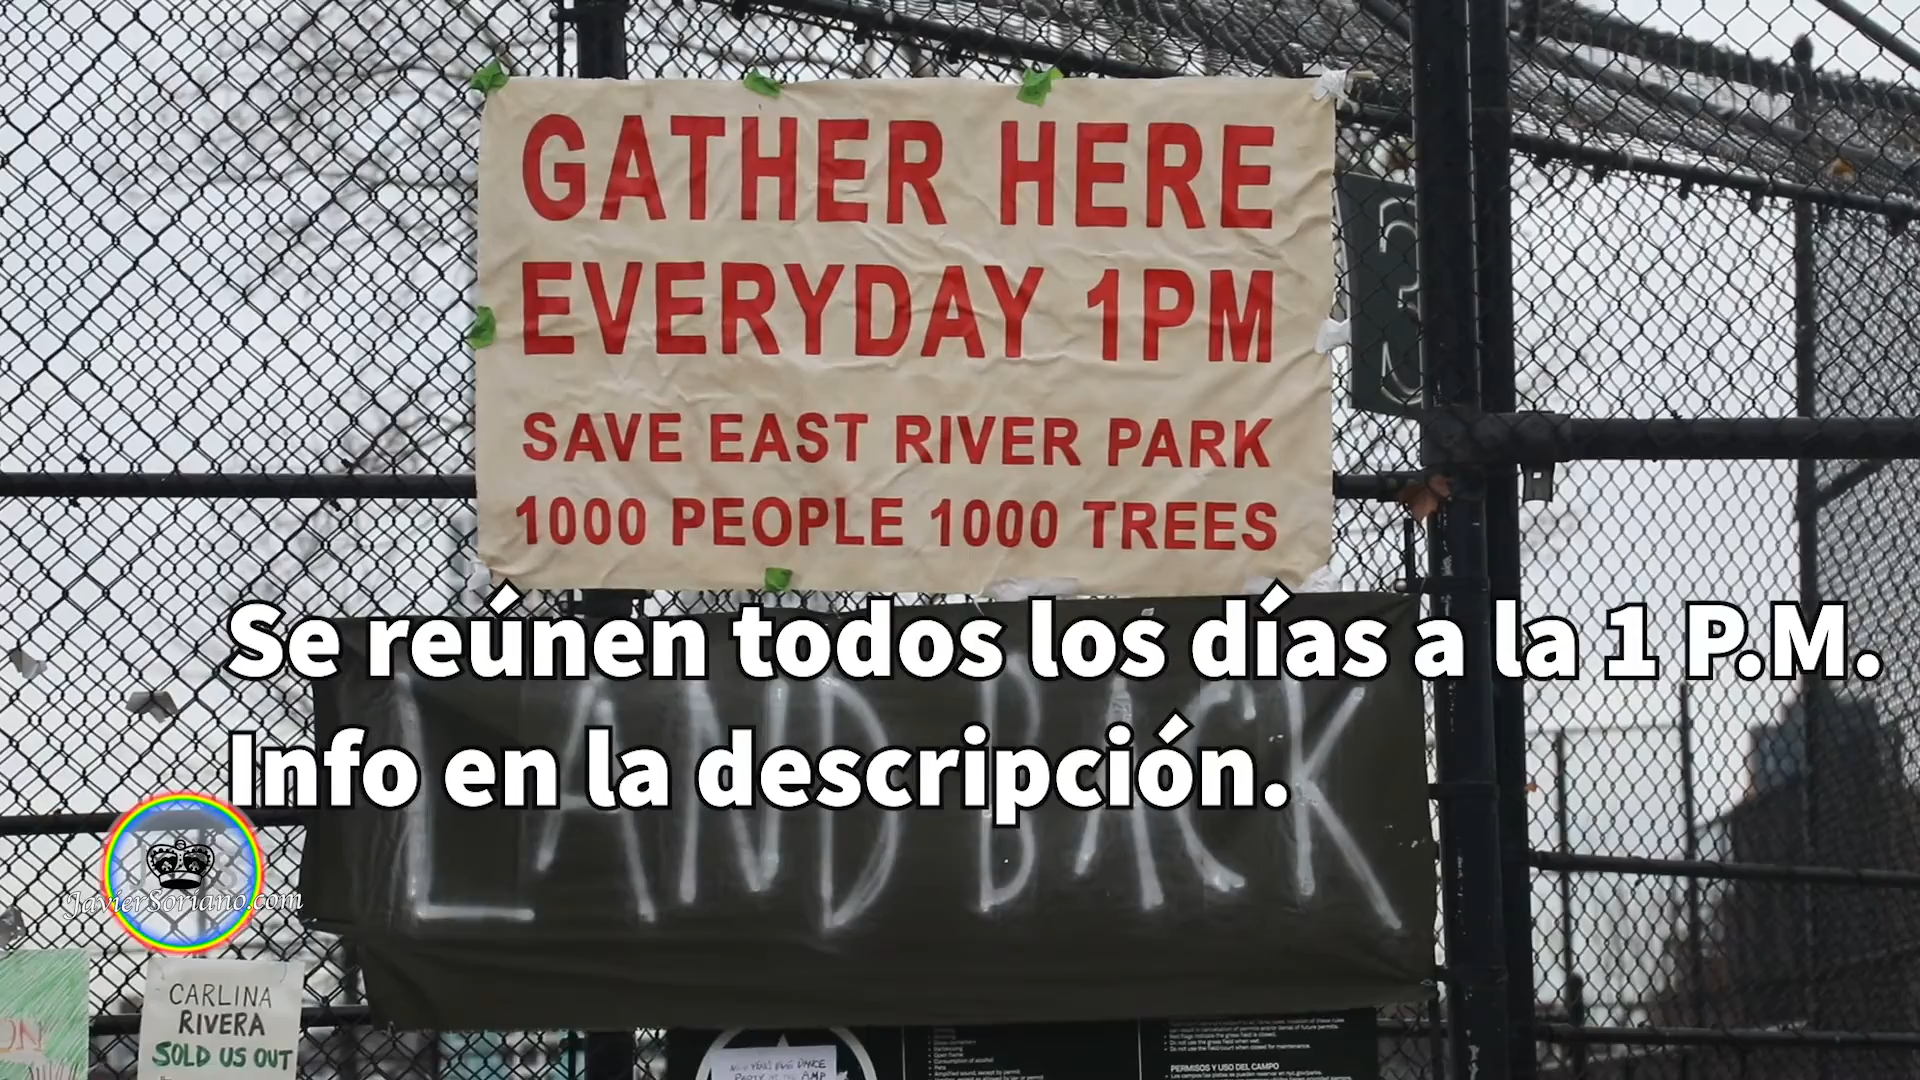 GATHER HERE
EVERYDAY 1PM
SAVE EAST RIVER PARK
1000 PEOPLE 1000 TREES
Se reúnen todos los días a la 1 P.M.
Info en la descripción.
LAND BACK
JavierSoriano.com
CARLINA
RIVERA
SOLD US OUT
PERMISOS Y USO DEL CAMPO